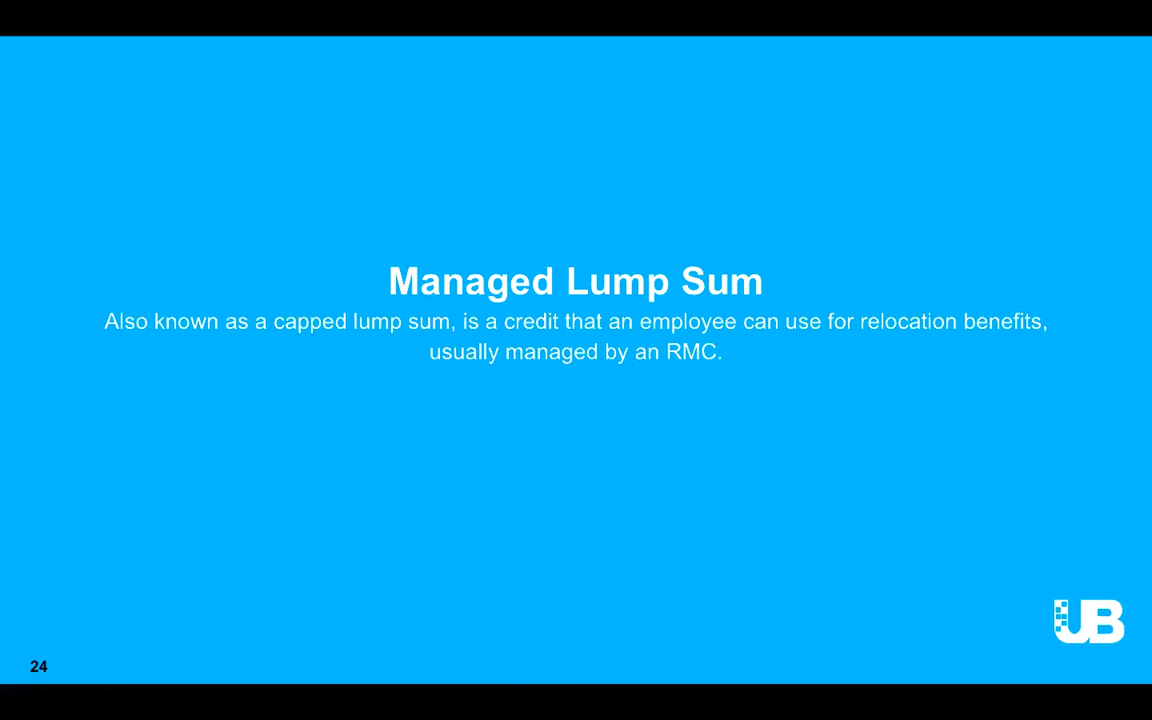 Managed Lump Sum
Also known as a capped lump sum, is a credit that an employee can use for relocation benefits,
usually managed by an RMC.
UB
24